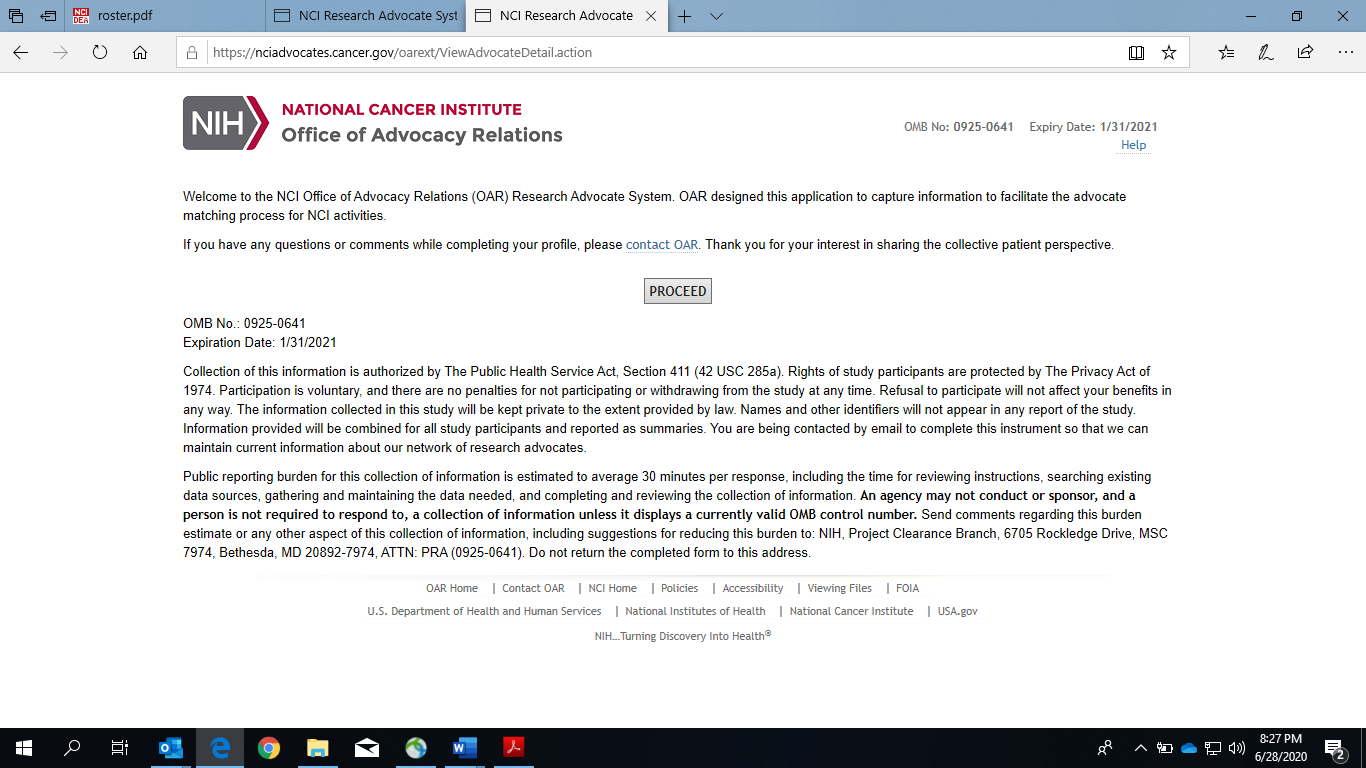 roster.pdf
NCI Research Advocate Syst
NCI Research Advocate
https://nciadvocates.cancer.gov/oarext/ViewAdvocateDetail.action
NIH
NATIONAL CANCER INSTITUTE
Office of Advocacy Relations
OMB No: 0925-0641 Expiry Date: 1/31/2021
Help
Welcome to the NCI Office of Advocacy Relations (OAR) Research Advocate System. OAR designed this application to capture information to facilitate the advocate
matching process for NCI activities.
If you have any questions or comments while completing your profile, please contact OAR. Thank you for your interest in sharing the collective patient perspective.
PROCEED
OMB No.: 0925-0641
Expiration Date: 1/31/2021
Collection of this information is authorized by The Public Health Service Act, Section 411 (42 USC 285a). Rights of study participants are protected by The Privacy Act of
1974. Participation is voluntary, and there are no penalties for not participating or withdrawing from the study at any time. Refusal to participate will not affect your benefits in
any way. The information collected in this study will be kept private to the extent provided by law. Names and other identifiers will not appear in any report of the study.
Information provided will be combined for all study participants and reported as summaries. You are being contacted by email to complete this instrument so that we can
maintain current information about our network of research advocates.
Public reporting burden for this collection of information is estimated to average 30 minutes per response, including the time for reviewing instructions, searching existing
data sources, gathering and maintaining the data needed, and completing and reviewing the collection of information. An agency may not conduct or sponsor, and a
person is not required to respond to, a collection of information unless it displays a currently valid OMB control number. Send comments regarding this burden
estimate or any other aspect of this collection of information, including suggestions for reducing this burden to: NIH, Project Clearance Branch, 6705 Rockledge Drive, MSC
7974, Bethesda, MD 20892-7974, ATTN: PRA (0925-0641). Do not return the completed form to this address.
OAR Home | Contact OAR | NCI Home | Policies | Accessibility | Viewing Files | FOIA
U.S. Department of Health and Human Services | National Institutes of Health | National Cancer Institute | USA.gov
NIH...Turning Discovery Into Health®
8:27 PM
6/28/2020
2